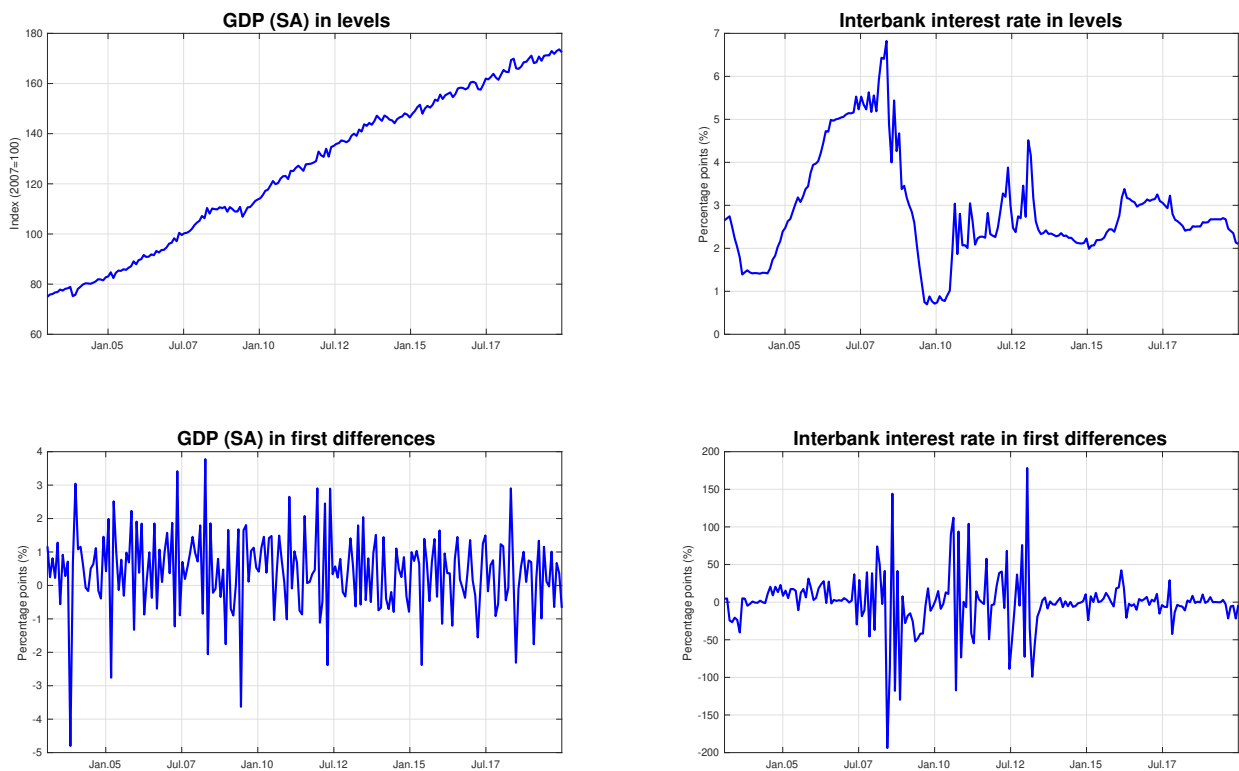 GDP (SA) in levels
Index (2007=100)
180
160
140
120
100
80
60
Jan.05 Jul.07 Jan.10 Jul.12 Jan.15 Jul.17
Interbank interest rate in levels
Percentage points (%)
7
6
5
4
3
2
1
0
Jan.05 Jul.07 Jan.10 Jul.12 Jan.15 Jul.17
GDP (SA) in first differences
Percentage points (%)
4
3
2
1
0
-1
-2
-3
-4
-5
Jan.05 Jul.07 Jan.10 Jul.12 Jan.15 Jul.17
Interbank interest rate in first differences
Percentage points (%)
200
150
100
50
0
-50
-100
-150
-200
Jan.05 Jul.07 Jan.10 Jul.12 Jan.15 Jul.17